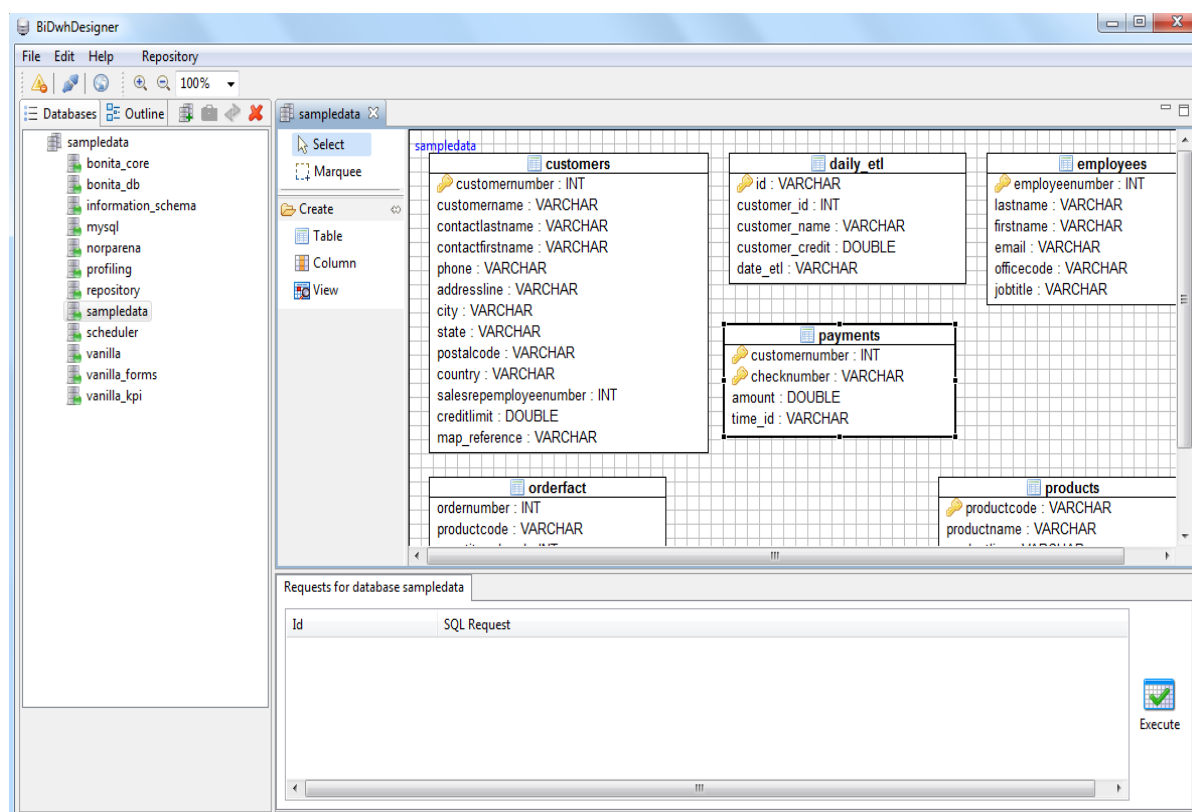 BiDwhDesigner
File Edit Help Repository
100%
Databases Outline
sampledata
bonita_core
bonita_db
information_schema
mysql
norparena
profiling
repository
sampledata
scheduler
vanilla
vanilla_forms
vanilla_kpi
sampledata
Select
Marquee
Create
Table
Column
View
sampledata
customers
customernumber : INT
customername : VARCHAR
contactlastname : VARCHAR
contactfirstname : VARCHAR
phone : VARCHAR
addressline : VARCHAR
city : VARCHAR
state : VARCHAR
postalcode : VARCHAR
country : VARCHAR
salesrepemployeenumber : INT
creditlimit : DOUBLE
map_reference : VARCHAR
daily_etl
id : VARCHAR
customer_id : INT
customer_name : VARCHAR
customer_credit : DOUBLE
date_etl : VARCHAR
employees
employeenumber : INT
lastname : VARCHAR
firstname : VARCHAR
email : VARCHAR
officecode : VARCHAR
jobtitle : VARCHAR
payments
customernumber : INT
checknumber : VARCHAR
amount : DOUBLE
time_id : VARCHAR
orderfact
ordernumber : INT
productcode : VARCHAR
products
productcode : VARCHAR
productname : VARCHAR
Requests for database sampledata
Id SQL Request
Execute